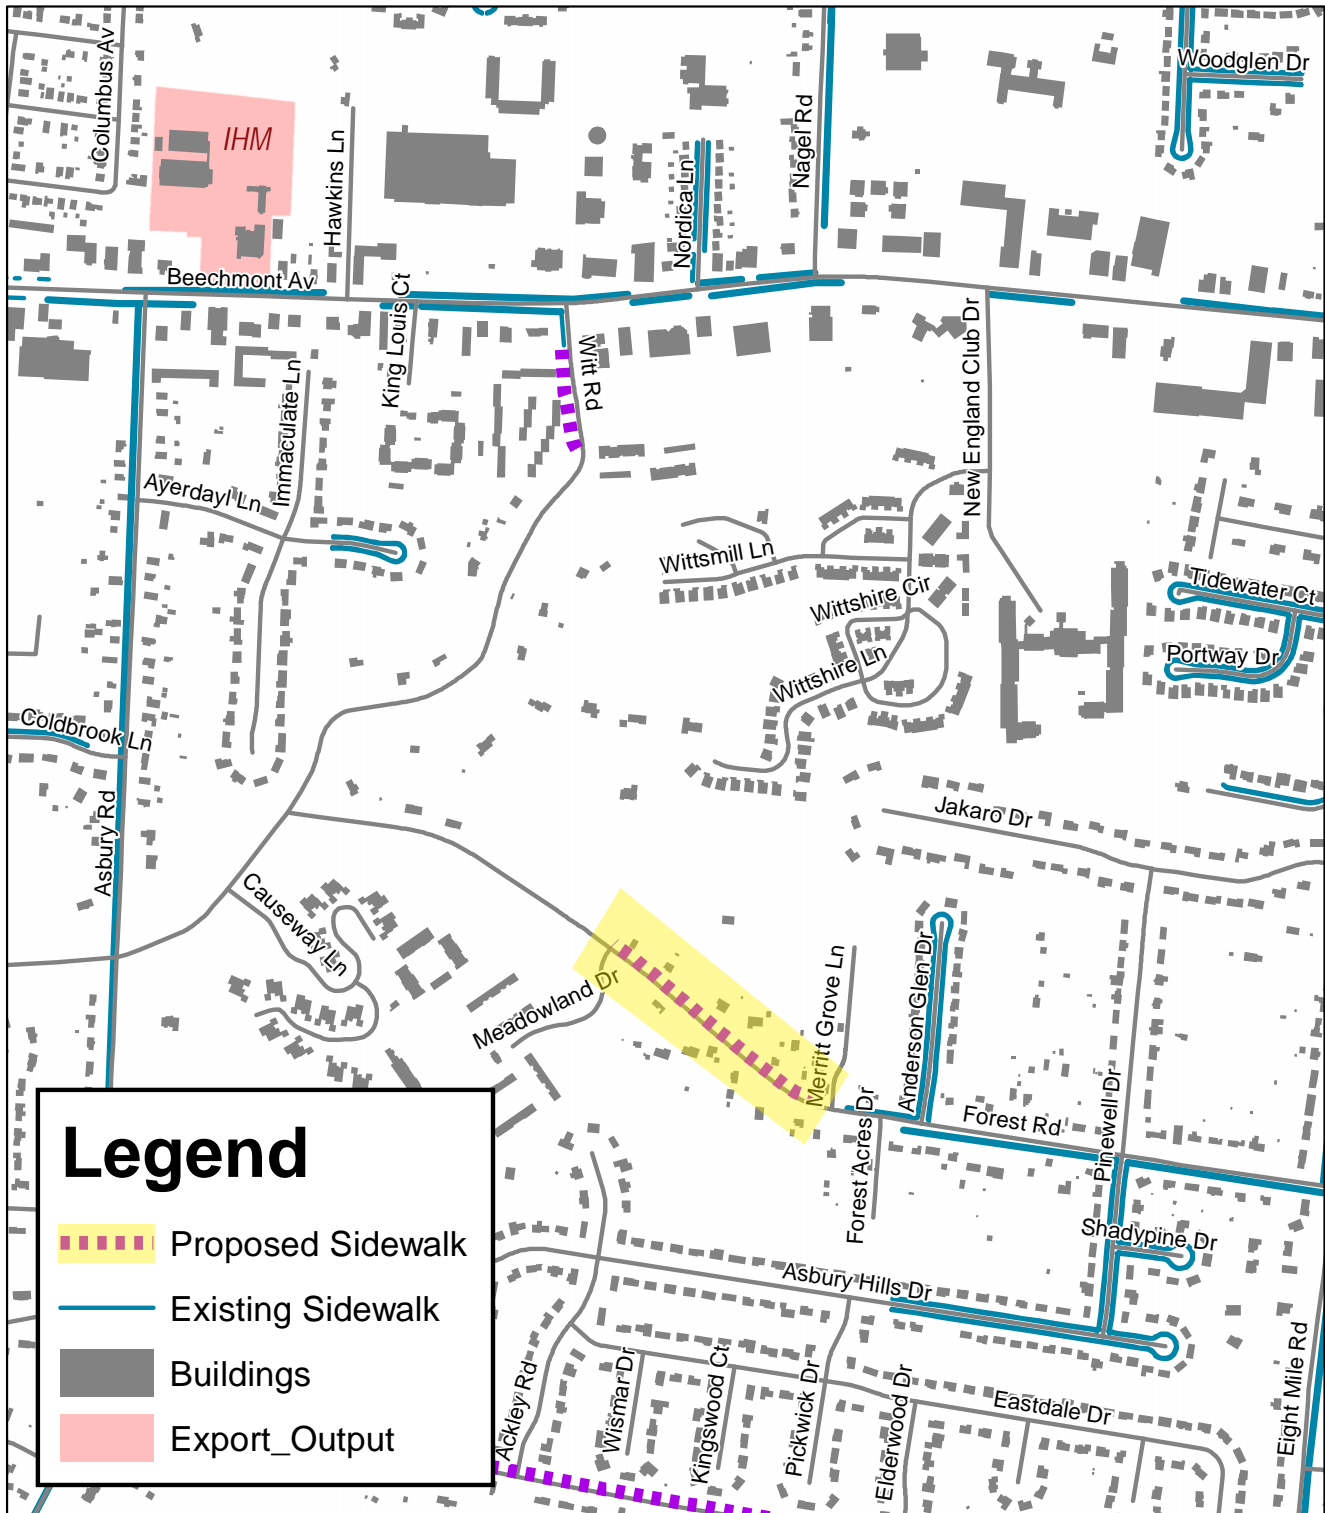 Columbus Av
Woodglen Dr
IHM
Hawkins Ln
Nagel Rd
Nordica Ln
Beechmont Av
King Louis Ct
Witt Rd
New England Club Dr
Immaculate Ln
Ayerdayl Ln
Wittsmill Ln
Wittshire Cir
Tidewater Ct
Portway Dr
Wittshire Ln
Coldbrook Ln
Asbury Rd
Jakaro Dr
Causeway Ln
Meadowland Dr
Merritt Grove Ln
Anderson Glen Dr
Forest Rd
Forest Acres Dr
Pinewell Dr
Shadypine Dr
Asbury Hills Dr
Ackley Rd
Wismar Dr
Kingswood Ct
Pickwick Dr
Elderwood Dr
Eastdale Dr
Eight Mile Rd
Legend
Proposed Sidewalk
Existing Sidewalk
Buildings
Export_Output